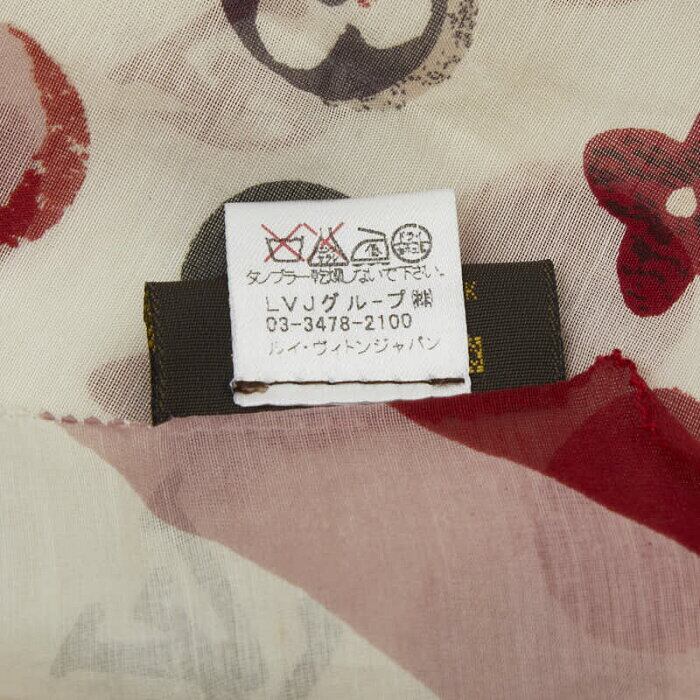 タンブラー乾燥しないで下さい。
LVJグループ㈱
03-3478-2100
ルイ・ヴィトンジャパン